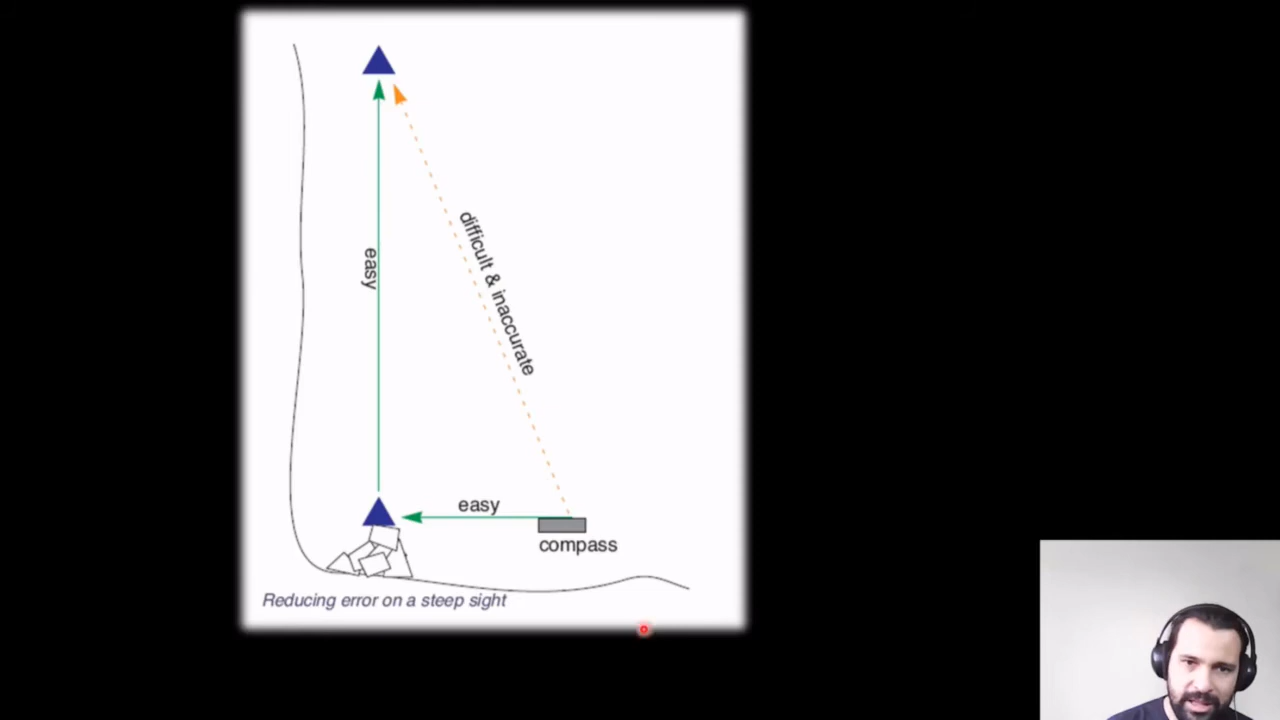 easy
difficult & inaccurate
easy
compass
Reducing error on a steep sight